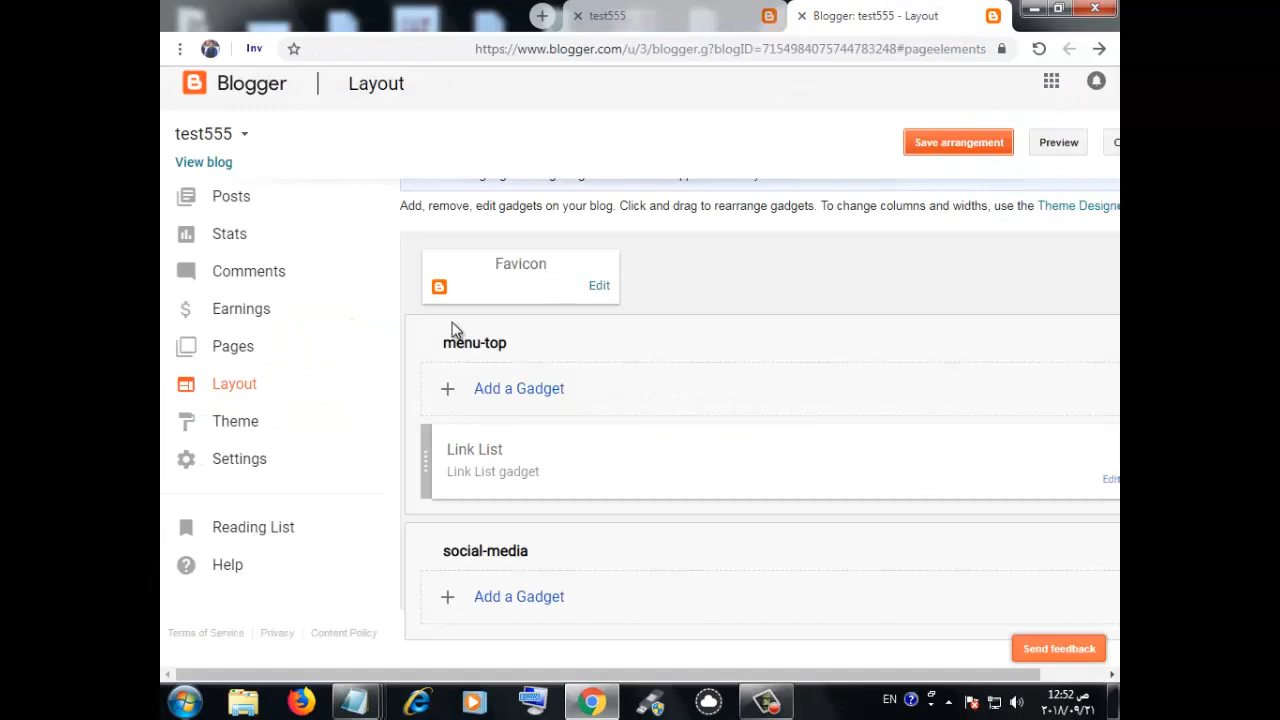 test555
Blogger: test555 - Layout
Inv
https://www.blogger.com/u/3/blogger.g?blogID=7154984075744783248#pageelements
Blogger
Layout
test555
View blog
Save arrangement
Preview
Posts
Stats
Comments
Earnings
Pages
Layout
Theme
Settings
Reading List
Help
Terms of Service
Privacy
Content Policy
Add, remove, edit gadgets on your blog. Click and drag to rearrange gadgets. To change columns and widths, use the Theme Designe
Favicon
Edit
menu-top
Add a Gadget
Link List
Link List gadget
Edit
social-media
Add a Gadget
Send feedback
EN
12:52 ص
٢٠١٨/٠٩/٢١